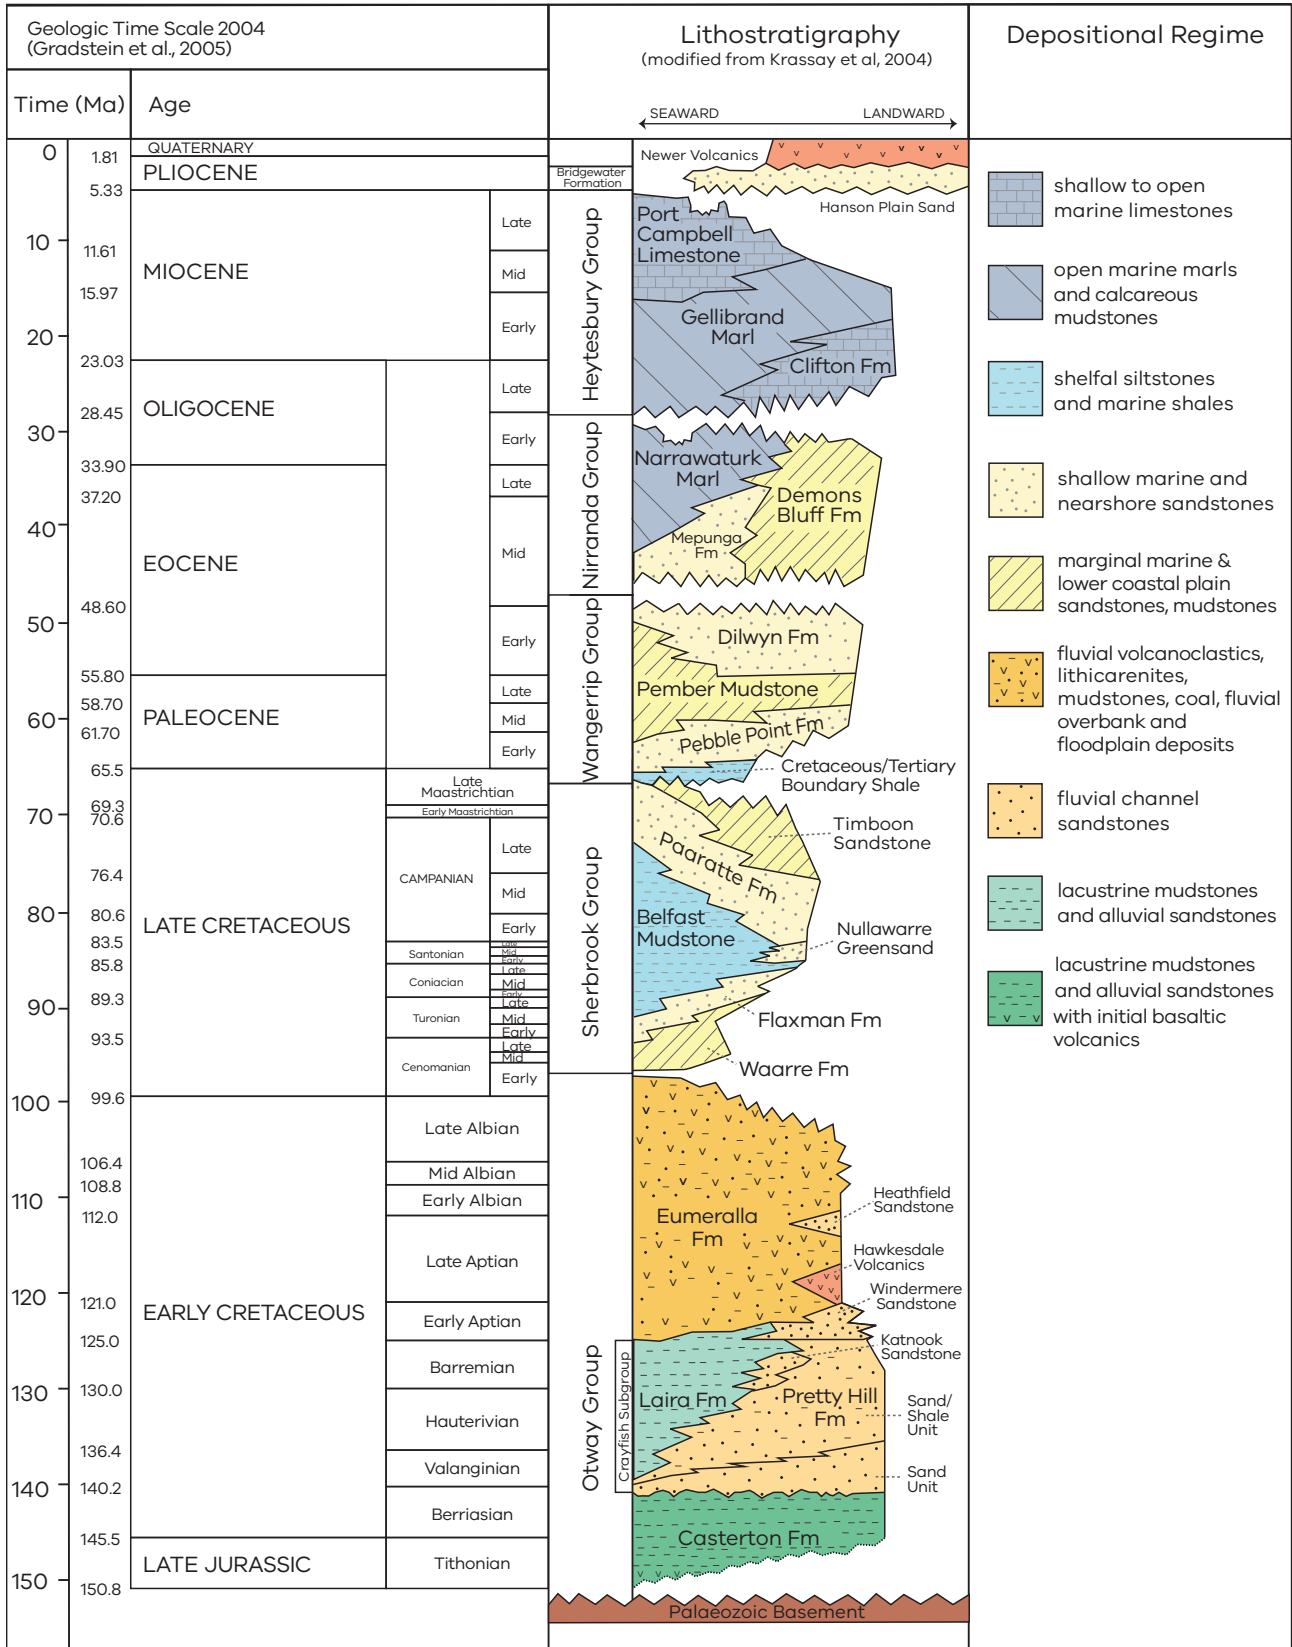 Geologic Time Scale 2004
(Gradstein et al., 2005)
Lithostratigraphy
(modified from Krassay et al, 2004)
Depositional Regime
Time (Ma)
Age
SEAWARD
LANDWARD
0
10
20
30
40
50
60
70
80
90
100
110
120
130
140
150
1.81
5.33
11.61
15.97
23.03
28.45
33.90
37.20
48.60
55.80
58.70
61.70
65.5
69.3
70.6
76.4
80.6
83.5
85.8
89.3
93.5
99.6
106.4
108.8
112.0
121.0
125.0
130.0
136.4
140.2
145.5
150.8
QUATERNARY
PLIOCENE
MIOCENE
OLIGOCENE
EOCENE
PALEOCENE
LATE CRETACEOUS
EARLY CRETACEOUS
LATE JURASSIC
Late
Mid
Early
Late
Early
Late
Mid
Early
Late
Mid
Early
Late
Maastrichtian
Early Maastrichtian
CAMPANIAN
Late
Mid
Early
Santonian
Late
Mid
Early
Coniacian
Late
Mid
Early
Turonian
Late
Mid
Early
Cenomanian
Late
Mid
Early
Late Albian
Mid Albian
Early Albian
Late Aptian
Early Aptian
Barremian
Hauterivian
Valanginian
Berriasian
Tithonian
Bridgewater
Formation
Heytesbury Group
Nirranda Group
Wangerrip Group
Sherbrook Group
Otway Group
Crayfish Subgroup
Newer Volcanics
Hanson Plain Sand
Port
Campbell
Limestone
Gellibrand
Marl
Clifton Fm
Narrawaturk
Marl
Demons
Bluff Fm
Mepunga
Fm
Dilwyn Fm
Pember Mudstone
Pebble Point Fm
Cretaceous/Tertiary
Boundary Shale
Timboon
Sandstone
Paaratte Fm
Belfast
Mudstone
Nullawarre
Greensand
Flaxman Fm
Waarre Fm
Eumeralla
Fm
Heathfield
Sandstone
Hawkesdale
Volcanics
Windermere
Sandstone
Katnook
Sandstone
Laira Fm
Pretty Hill
Fm
Sand/
Shale
Unit
Sand
Unit
Casterton Fm
Palaeozoic Basement
shallow to open
marine limestones
open marine marls
and calcareous
mudstones
shelfal siltstones
and marine shales
shallow marine and
nearshore sandstones
marginal marine &
lower coastal plain
sandstones, mudstones
fluvial volcanoclastics,
lithicarenites,
mudstones, coal, fluvial
overbank and
floodplain deposits
fluvial channel
sandstones
lacustrine mudstones
and alluvial sandstones
lacustrine mudstones
and alluvial sandstones
with initial basaltic
volcanics